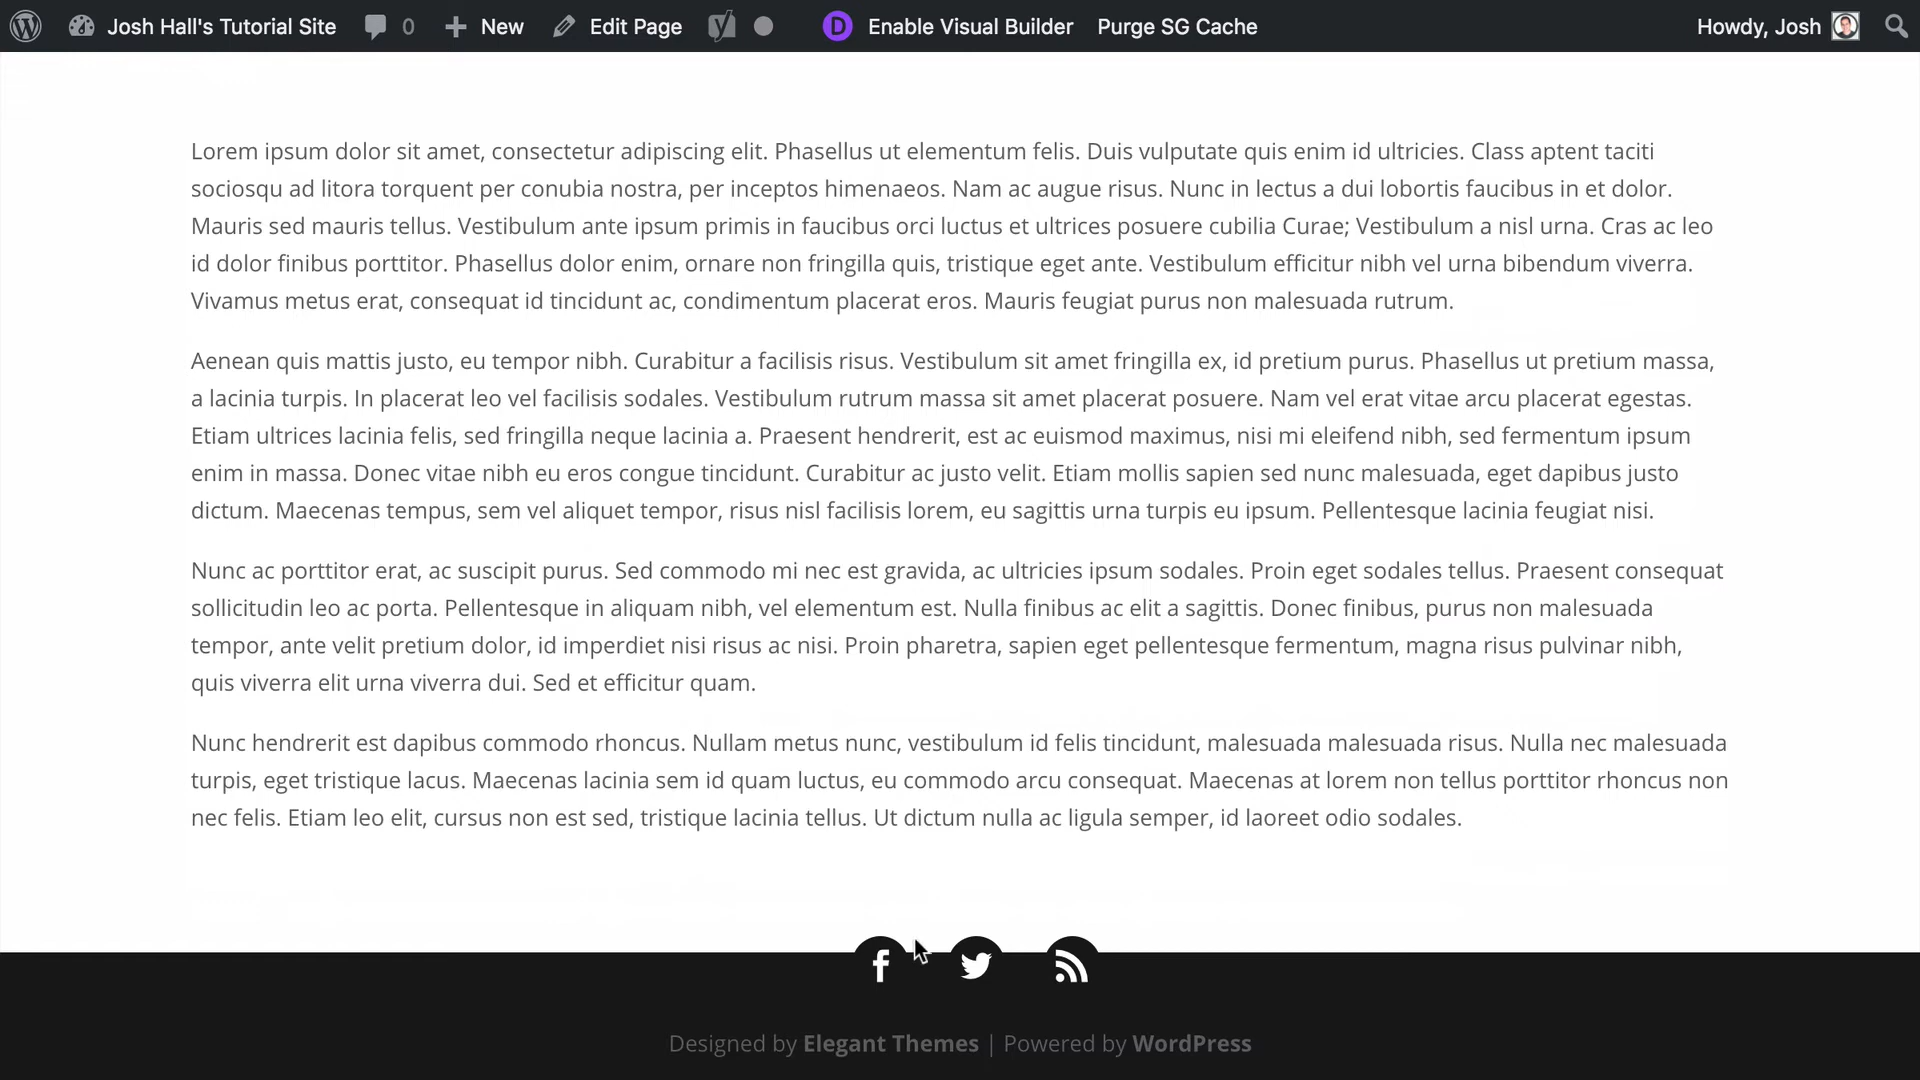 Josh Hall's Tutorial Site 0 New Edit Page Enable Visual Builder Purge SG Cache Howdy, Josh
Lorem ipsum dolor sit amet, consectetur adipiscing elit. Phasellus ut elementum felis. Duis vulputate quis enim id ultricies. Class aptent taciti
sociosqu ad litora torquent per conubia nostra, per inceptos himenaeos. Nam ac augue risus. Nunc in lectus a dui lobortis faucibus in et dolor.
Mauris sed mauris tellus. Vestibulum ante ipsum primis in faucibus orci luctus et ultrices posuere cubilia Curae; Vestibulum a nisl urna. Cras ac leo
id dolor finibus porttitor. Phasellus dolor enim, ornare non fringilla quis, tristique eget ante. Vestibulum efficitur nibh vel urna bibendum viverra.
Vivamus metus erat, consequat id tincidunt ac, condimentum placerat eros. Mauris feugiat purus non malesuada rutrum.
Aenean quis mattis justo, eu tempor nibh. Curabitur a facilisis risus. Vestibulum sit amet fringilla ex, id pretium purus. Phasellus ut pretium massa,
a lacinia turpis. In placerat leo vel facilisis sodales. Vestibulum rutrum massa sit amet placerat posuere. Nam vel erat vitae arcu placerat egestas.
Etiam ultrices lacinia felis, sed fringilla neque lacinia a. Praesent hendrerit, est ac euismod maximus, nisi mi eleifend nibh, sed fermentum ipsum
enim in massa. Donec vitae nibh eu eros congue tincidunt. Curabitur ac justo velit. Etiam mollis sapien sed nunc malesuada, eget dapibus justo
dictum. Maecenas tempus, sem vel aliquet tempor, risus nisl facilisis lorem, eu sagittis urna turpis eu ipsum. Pellentesque lacinia feugiat nisi.
Nunc ac porttitor erat, ac suscipit purus. Sed commodo mi nec est gravida, ac ultricies ipsum sodales. Proin eget sodales tellus. Praesent consequat
sollicitudin leo ac porta. Pellentesque in aliquam nibh, vel elementum est. Nulla finibus ac elit a sagittis. Donec finibus, purus non malesuada
tempor, ante velit pretium dolor, id imperdiet nisi risus ac nisi. Proin pharetra, sapien eget pellentesque fermentum, magna risus pulvinar nibh,
quis viverra elit urna viverra dui. Sed et efficitur quam.
Nunc hendrerit est dapibus commodo rhoncus. Nullam metus nunc, vestibulum id felis tincidunt, malesuada malesuada risus. Nulla nec malesuada
turpis, eget tristique lacus. Maecenas lacinia sem id quam luctus, eu commodo arcu consequat. Maecenas at lorem non tellus porttitor rhoncus non
nec felis. Etiam leo elit, cursus non est sed, tristique lacinia tellus. Ut dictum nulla ac ligula semper, id laoreet odio sodales.
Designed by Elegant Themes | Powered by WordPress